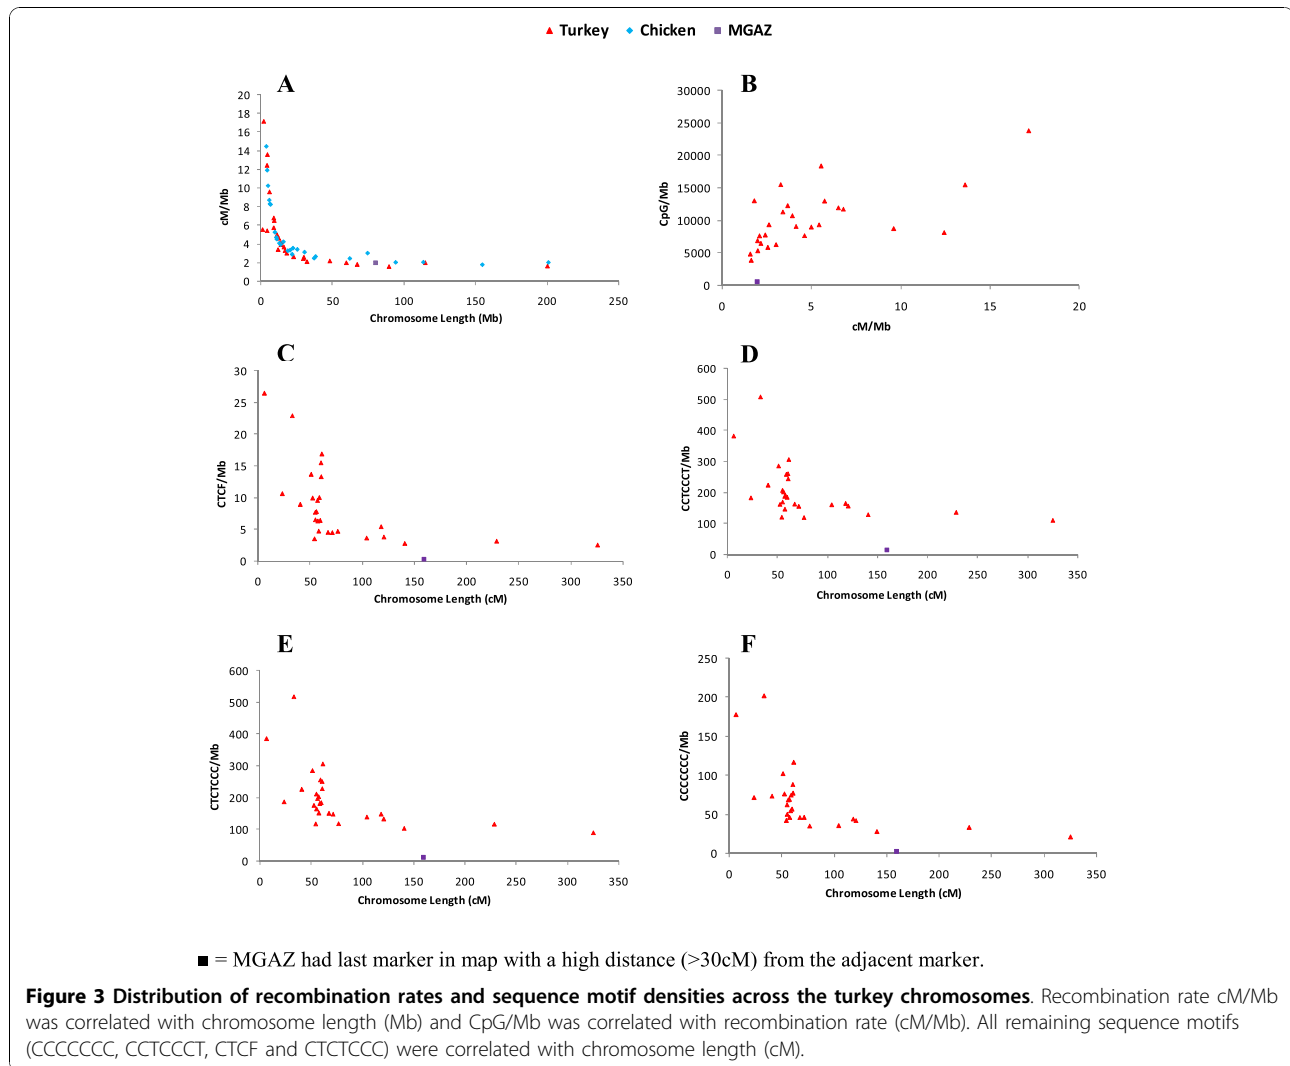 Turkey Chicken MGAZ
A
20
18
16
14
12
10
8
6
4
2
0
cM/Mb
0 50 100 150 200 250
Chromosome Length (Mb)
B
30000
25000
20000
15000
10000
5000
0
CpG/Mb
0 5 10 15 20
cM/Mb
C
30
25
20
15
10
5
0
CTCF/Mb
0 50 100 150 200 250 300 350
Chromosome Length (cM)
D
600
500
400
300
200
100
0
CCTCCCT/Mb
0 50 100 150 200 250 300 350
Chromosome Length (cM)
E
600
500
400
300
200
100
0
CTCTCCC/Mb
0 50 100 150 200 250 300 350
Chromosome Length (cM)
F
250
200
150
100
50
0
CCCCCCC/Mb
0 50 100 150 200 250 300 350
Chromosome Length (cM)
■ = MGAZ had last marker in map with a high distance (>30cM) from the adjacent marker.
Figure 3 Distribution of recombination rates and sequence motif densities across the turkey chromosomes. Recombination rate cM/Mb
was correlated with chromosome length (Mb) and CpG/Mb was correlated with recombination rate (cM/Mb). All remaining sequence motifs
(CCCCCCC, CCTCCCT, CTCF and CTCTCCC) were correlated with chromosome length (cM).